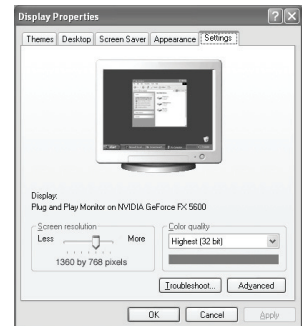 Display Properties
Themes Desktop Screen Saver Appearance Settings
Display:
Plug and Play Monitor on NVIDIA GeForce FX 5600
Screen resolution
Less More
1360 by 768 pixels
Color quality
Highest (32 bit)
Troubleshoot... Advanced
OK Cancel Apply